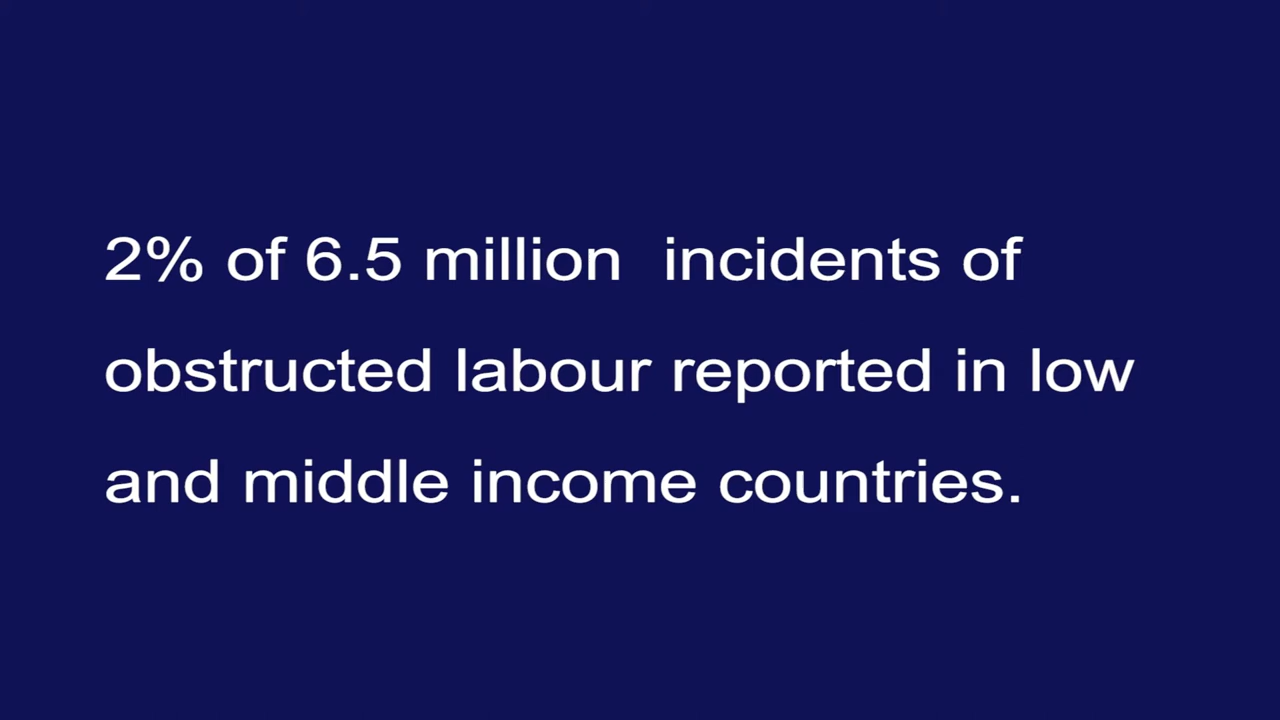 2% of 6.5 million  incidents of
obstructed labour reported in low
and middle income countries.